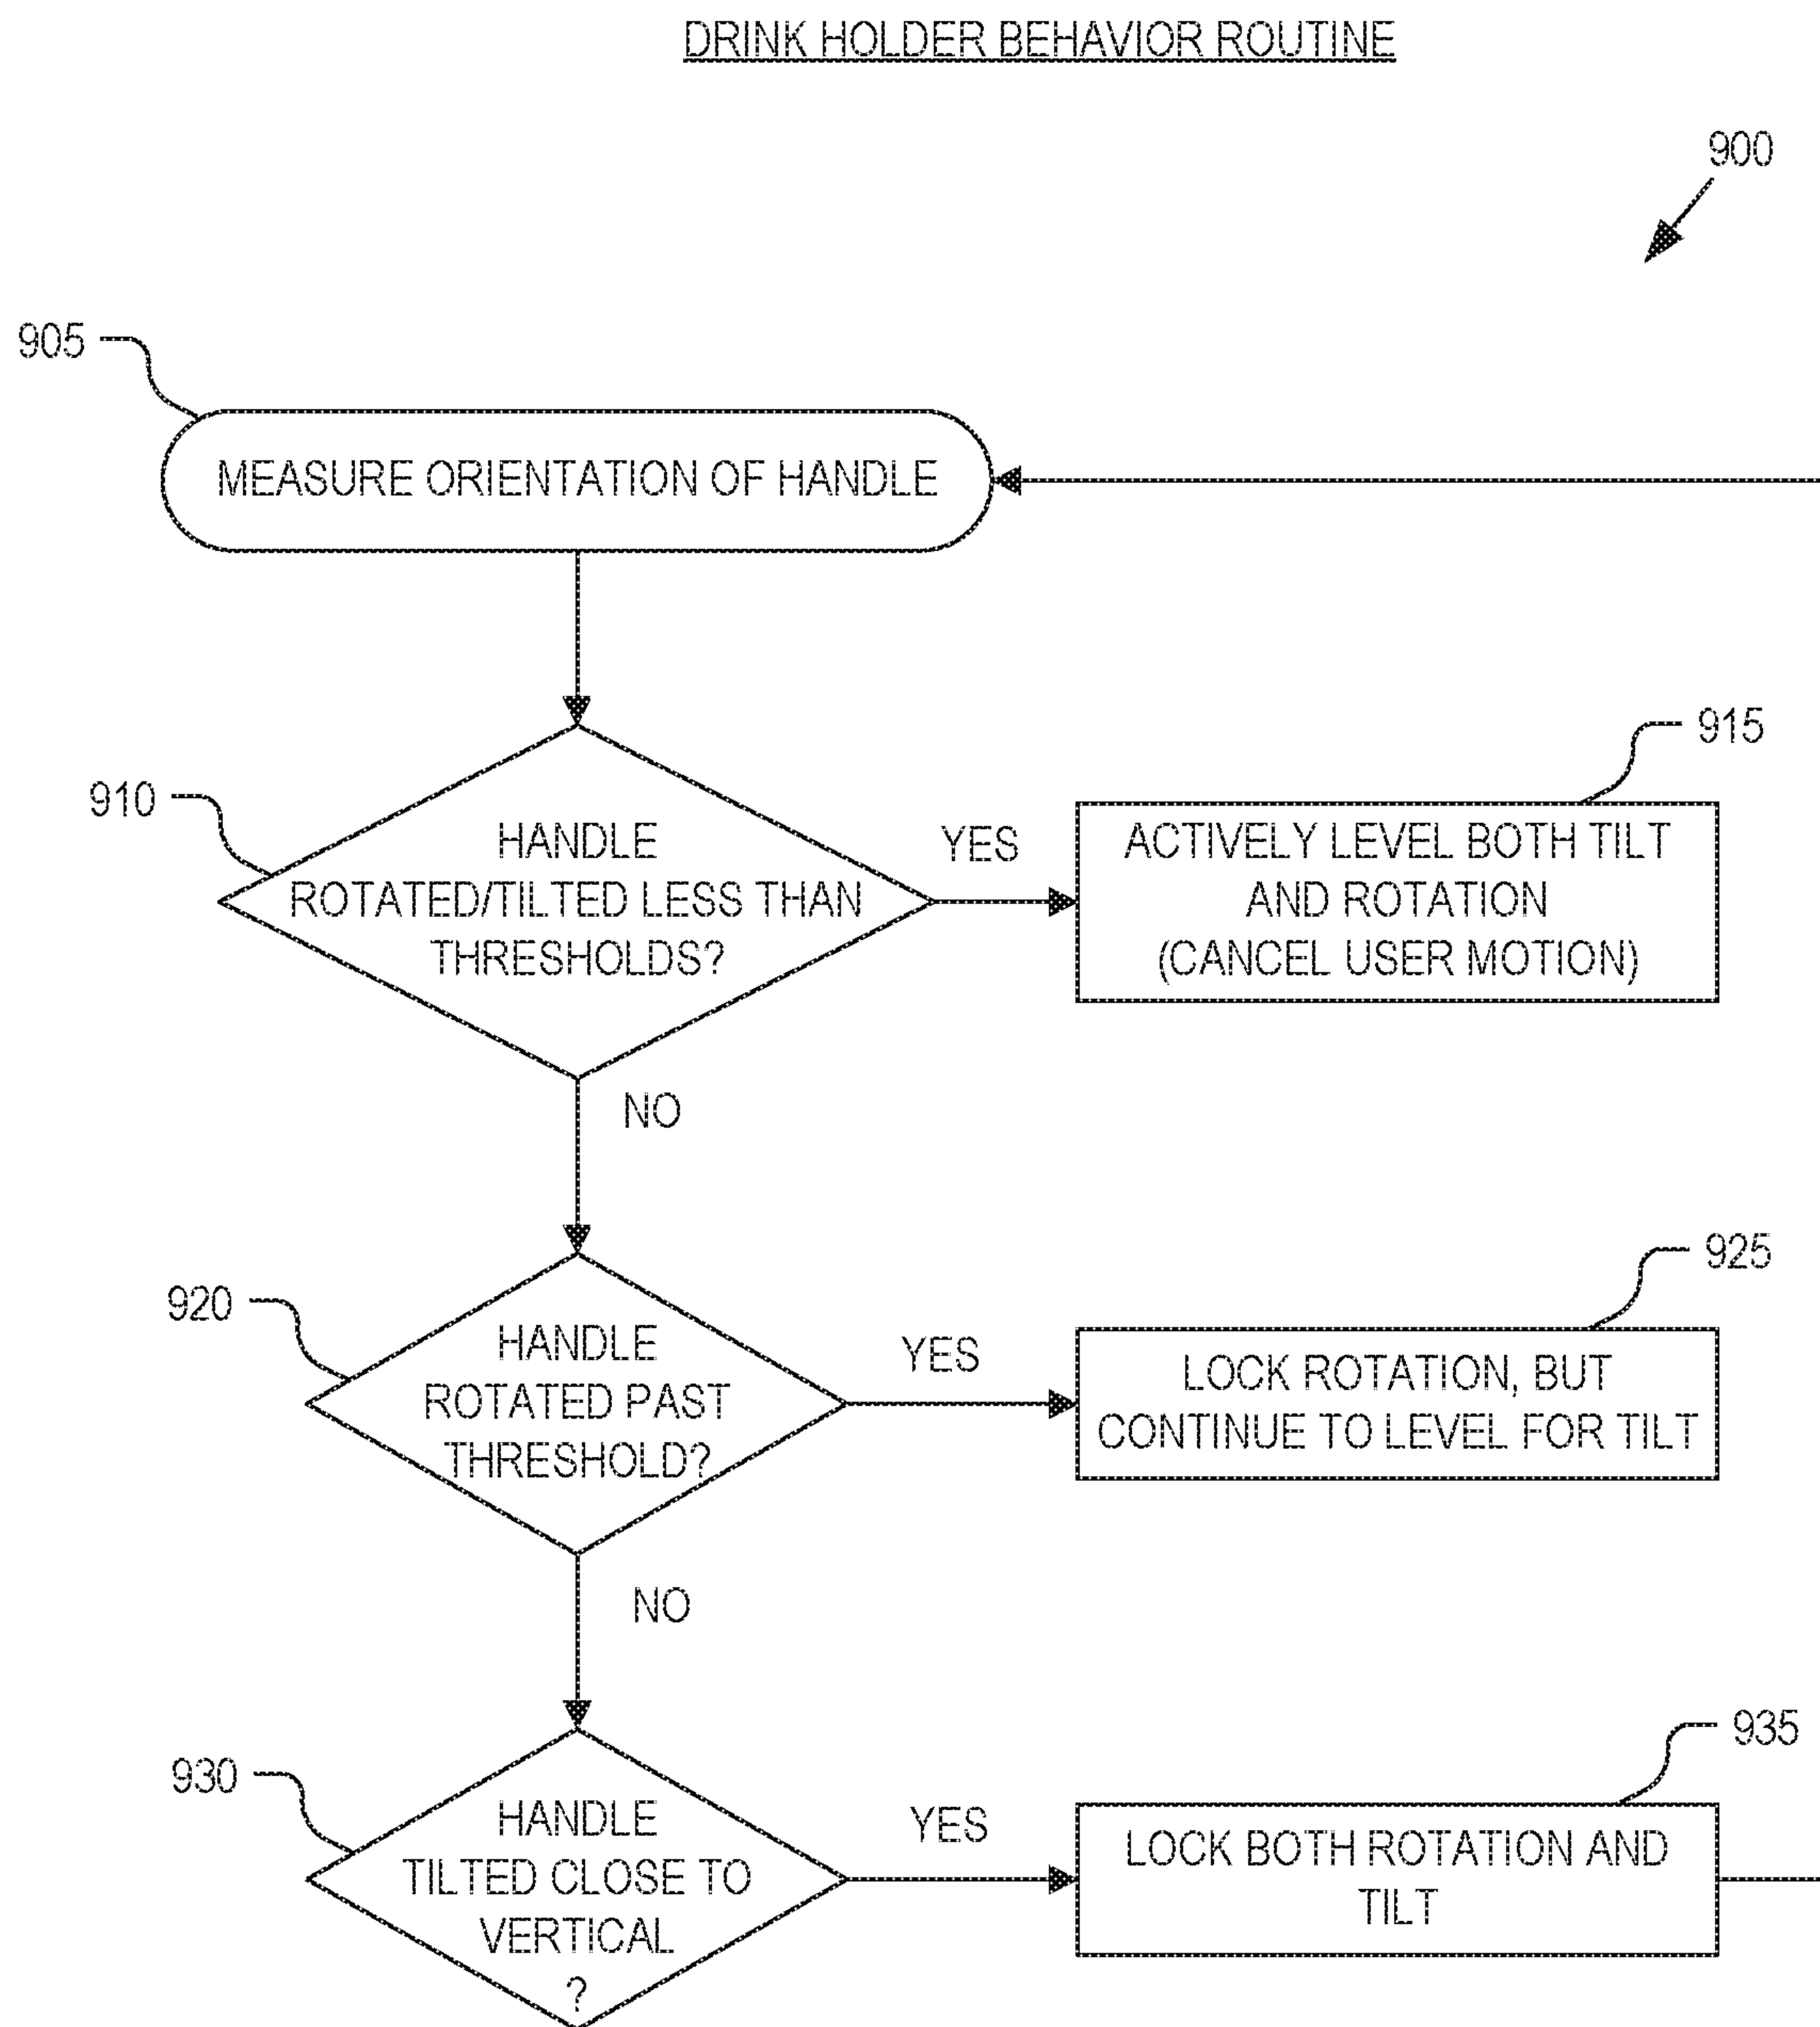 DRINK HOLDER BEHAVIOR ROUTINE
900
905
MEASURE ORIENTATION OF HANDLE
910
HANDLE
ROTATED/TILTED LESS THAN
THRESHOLDS?
YES
915
ACTIVELY LEVEL BOTH TILT
AND ROTATION
(CANCEL USER MOTION)
NO
920
HANDLE
ROTATED PAST
THRESHOLD?
YES
925
LOCK ROTATION, BUT
CONTINUE TO LEVEL FOR TILT
NO
930
HANDLE
TILTED CLOSE TO
VERTICAL
?
YES
935
LOCK BOTH ROTATION AND
TILT